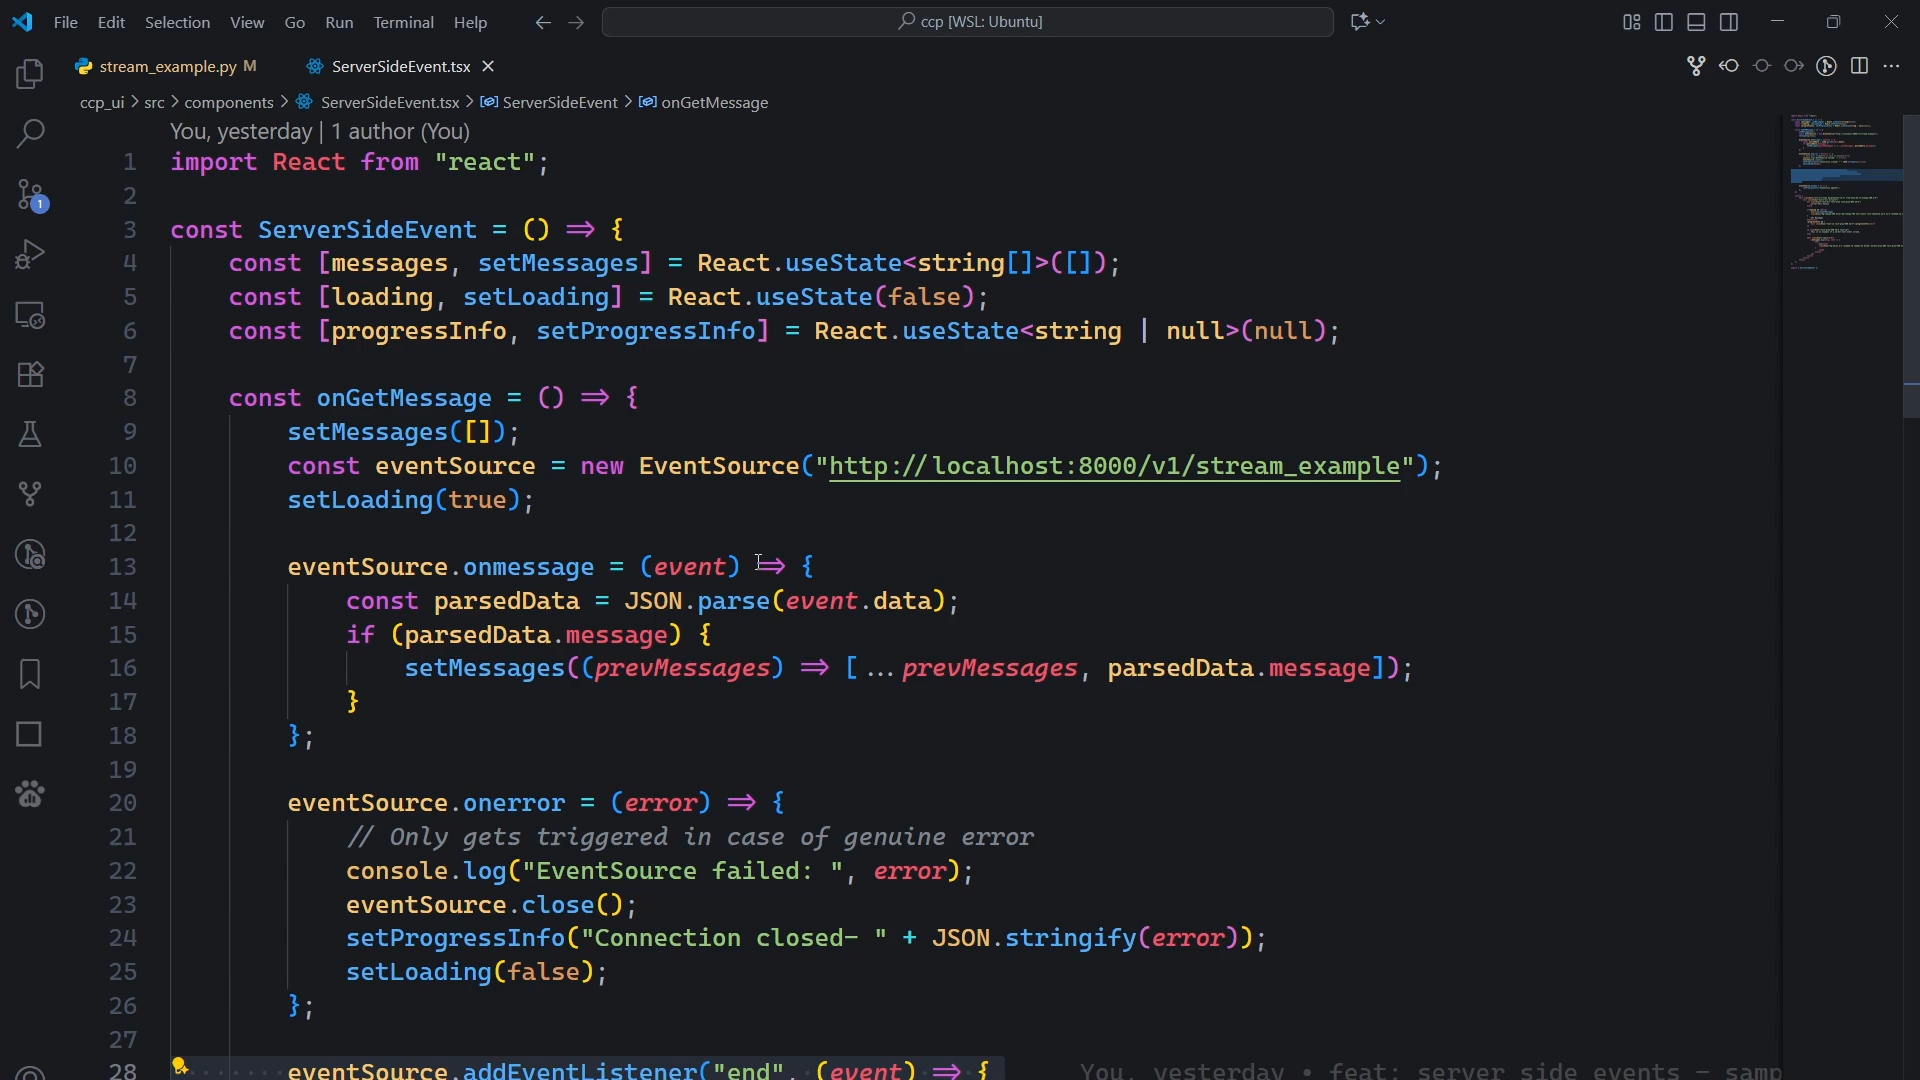 File Edit Selection View Go Run Terminal Help
ccp [WSL: Ubuntu]
stream_example.py M ServerSideEvent.tsx
ccp_ui > src > components > ServerSideEvent.tsx > ServerSideEvent > onGetMessage
You, yesterday | 1 author (You)
1 import React from "react";
2
3 const ServerSideEvent = () => {
4 const [messages, setMessages] = React.useState<string[]>([]);
5 const [loading, setLoading] = React.useState(false);
6 const [progressInfo, setProgressInfo] = React.useState<string | null>(null);
7
8 const onGetMessage = () => {
9 setMessages([]);
10 const eventSource = new EventSource("http://localhost:8000/v1/stream_example");
11 setLoading(true);
12
13 eventSource.onmessage = (event) => {
14 const parsedData = JSON.parse(event.data);
15 if (parsedData.message) {
16 setMessages((prevMessages) => [...prevMessages, parsedData.message]);
17 }
18 };
19
20 eventSource.onerror = (error) => {
21 // Only gets triggered in case of genuine error
22 console.log("EventSource failed: ", error);
23 eventSource.close();
24 setProgressInfo("Connection closed- " + JSON.stringify(error));
25 setLoading(false);
26 };
27
28 eventSource.addEventListener("end", (event) => { You, yesterday • feat: server side events – samp
1